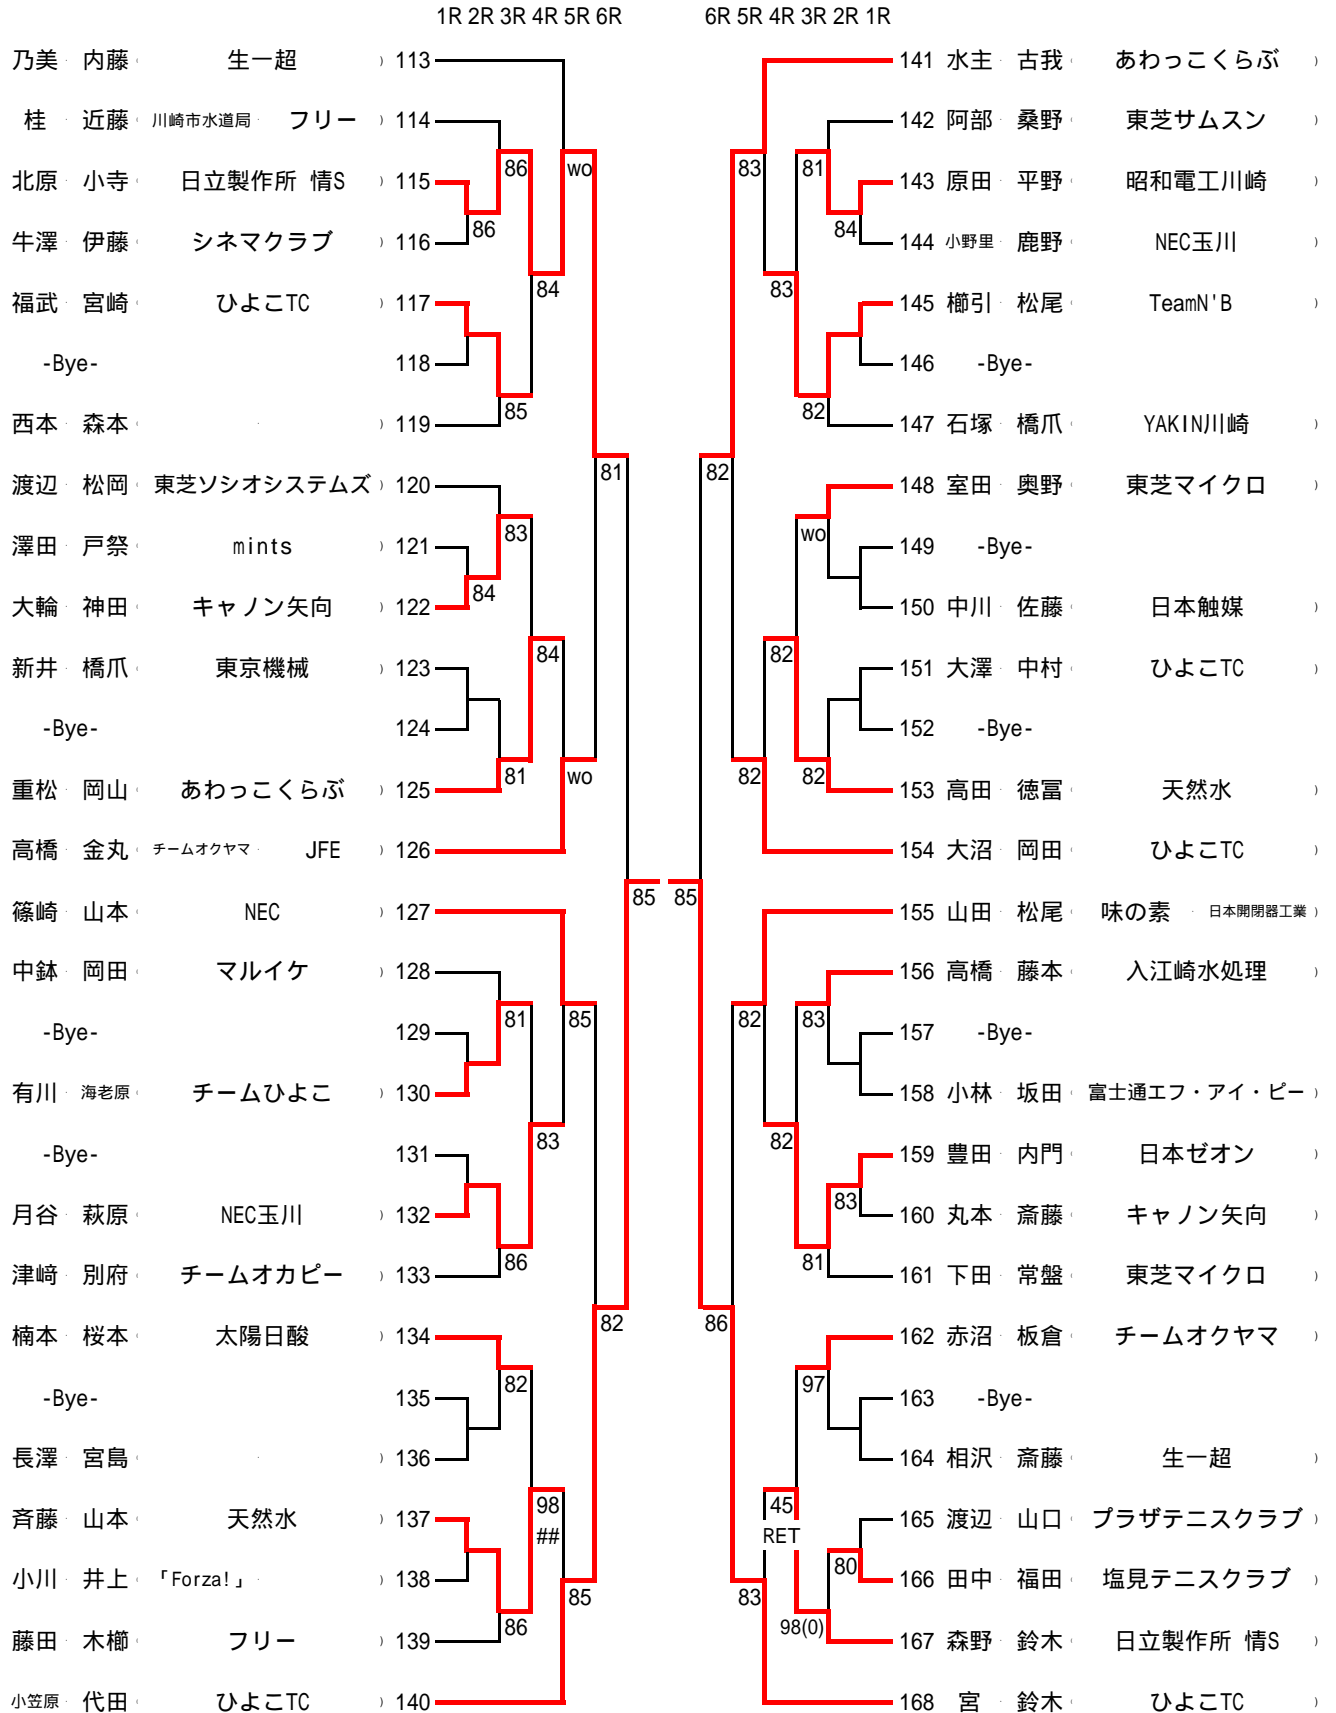 1R 2R 3R 4R 5R 6R 6R 5R 4R 3R 2R 1R
乃美 内藤 生一超 113
141 水主 古我 あわっこくらぶ
桂 近藤 川崎市水道局 フリー 114
142 阿部 桑野 東芝サムスン
86 wo 83 81
北原 小寺 日立製作所 情S 115
143 原田 平野 昭和電工川崎
86 84
牛澤 伊藤 シネマクラブ 116
144 小野里 鹿野 NEC玉川
84 83
福武 宮崎 ひよこTC 117
145 櫛引 松尾 TeamN'B
-Bye- 118
146 -Bye-
85 82
西本 森本 119
147 石塚 橋爪 YAKIN川崎
81 82
渡辺 松岡 東芝ソシオシステムズ 120
148 室田 奥野 東芝マイクロ
83 wo
澤田 戸祭 mints 121
149 -Bye-
84
大輪 神田 キャノン矢向 122
150 中川 佐藤 日本触媒
84 82
新井 橋爪 東京機械 123
151 大澤 中村 ひよこTC
-Bye- 124
152 -Bye-
81 wo 82 82
重松 岡山 あわっこくらぶ 125
153 高田 徳冨 天然水
高橋 金丸 チームオクヤマ JFE 126
154 大沼 岡田 ひよこTC
85 85
篠崎 山本 NEC 127
155 山田 松尾 味の素 日本開閉器工業
中鉢 岡田 マルイケ 128
156 高橋 藤本 入江崎水処理
81 85 82 83
-Bye- 129
157 -Bye-
有川 海老原 チームひよこ 130
158 小林 坂田 富士通エフ・アイ・ピー
83 82
-Bye- 131
159 豊田 内門 日本ゼオン
83
月谷 萩原 NEC玉川 132
160 丸本 斎藤 キャノン矢向
86 81
津﨑 別府 チームオカピー 133
161 下田 常盤 東芝マイクロ
82 86
楠本 桜本 太陽日酸 134
162 赤沼 板倉 チームオクヤマ
82 97
-Bye- 135
163 -Bye-
長澤 宮島 136
164 相沢 斎藤 生一超
98 45
斉藤 山本 天然水 137
165 渡辺 山口 プラザテニスクラブ
## RET
80
小川 井上 「Forza!」 138
166 田中 福田 塩見テニスクラブ
85 83
86 98(0)
藤田 木櫛 フリー 139
167 森野 鈴木 日立製作所 情S
小笠原 代田 ひよこTC 140
168 宮 鈴木 ひよこTC